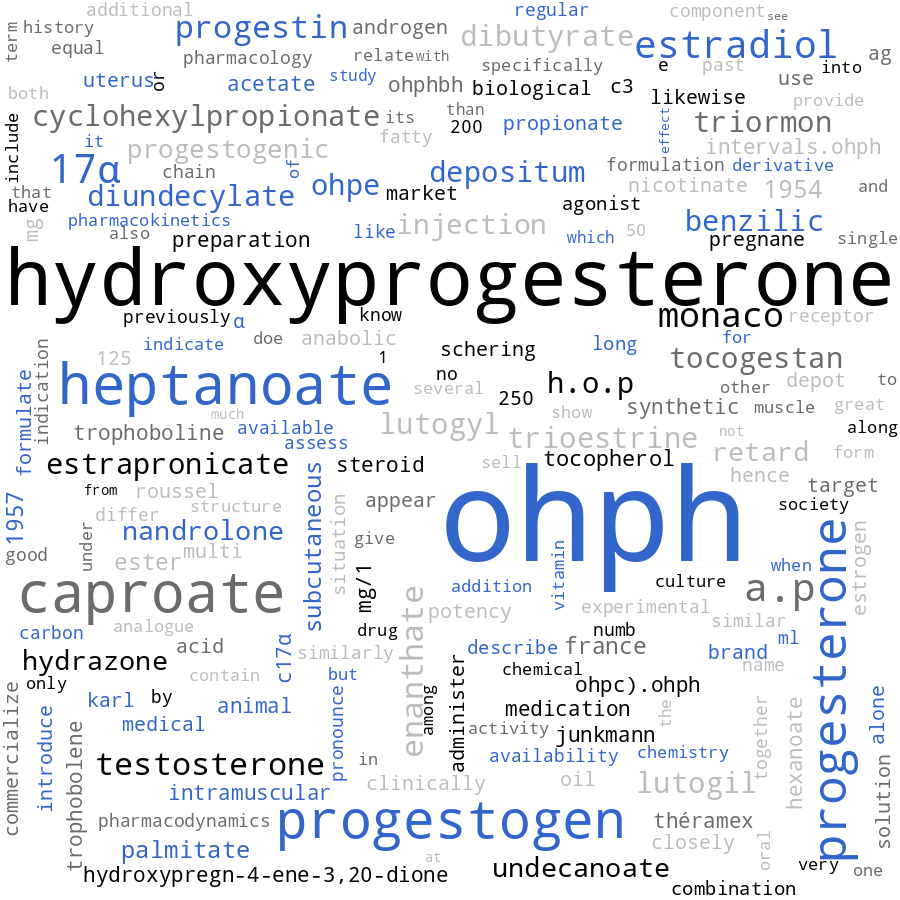 additional
regular
component
see
term
history
progestin
androgen
dibutyrate
estradiol
equal
pharmacology
relate
with
specifically
e
past
into
ag
uterus
or
acetate
study
ohphbh
biological
c3
use
both
likewise
provide
include
cyclohexylpropionate
its
than
200
propionate
effect
triormon
it
progestogenic
fatty
intervals.ohph
17α
chain
of
depositum
formulation
derivative
that
diundecylate
ohpe
market
nicotinate
1954
and
have
agonist
mg
pharmacokinetics
also
preparation
like
injection
which
50
benzilic
pregnane
single
hydroxyprogesterone
previously
α
know
monaco
receptor
indicate
doe
anabolic
for
indication
125
1
schering
long
tocogestan
formulate
heptanoate
no
h.o.p
other
depot
to
several
250
much
show
synthetic
muscle
great
trophoboline
available
lutogyl
trioestrine
not
along
assess
retard
form
estrapronicate
steroid
tocopherol
sell
hence
from
roussel
subcutaneous
ohph
target
1957
structure
situation
appear
society
differ
under
nandrolone
give
progesterone
estrogen
good
ester
multi
vitamin
when
caproate
mg/1
addition
culture
a.p
enanthate
potency
experimental
carbon
analogue
drug
numb
similar
acid
c17α
describe
france
ml
hydrazone
similarly
brand
name
contain
but
chemical
only
karl
by
animal
pronounce
among
administer
ohpc).ohph
commercialize
introduce
medical
medication
the
together
hexanoate
alone
trophobolene
activity
junkmann
testosterone
in
availability
chemistry
solution
intramuscular
clinically
oil
lutogil
pharmacodynamics
progestogen
théramex
palmitate
closely
oral
at
very
one
hydroxypregn-4-ene-3,20-dione
undecanoate
combination